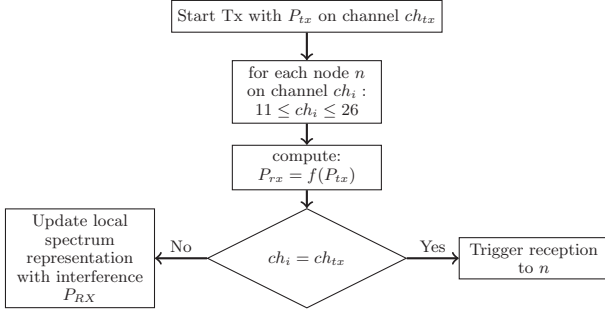 Start Tx with P_{tx} on channel ch_{tx}
for each node n
on channel ch_i :
11 ≤ ch_i ≤ 26
compute:
P_{rx} = f(P_{tx})
ch_i = ch_{tx}
No
Yes
Update local
spectrum
representation
with interference
P_{RX}
Trigger reception
to n